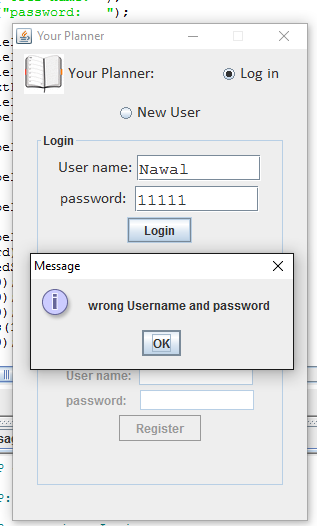 ("password:   ");
Your Planner
Your Planner:
Log in
New User
Login
User name:
Nawal
password:
11111
Login
Message
wrong Username and password
OK
User name:
password:
Register